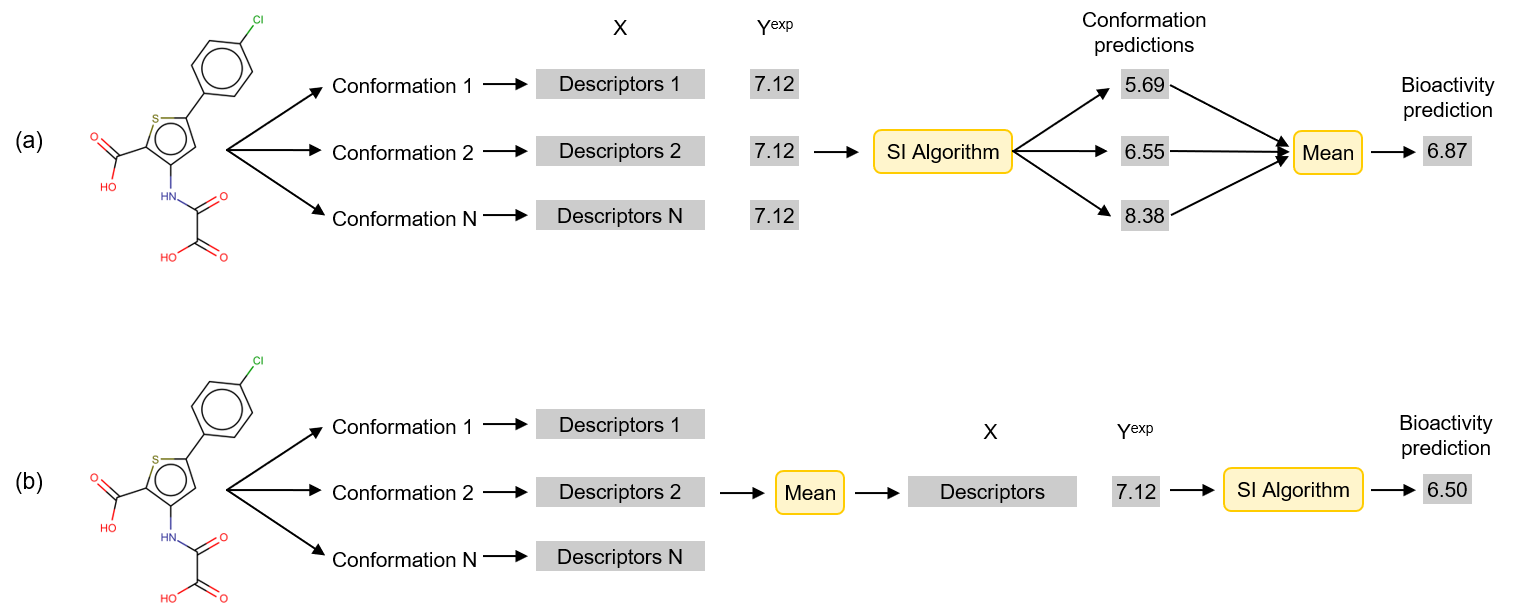 X
Y^exp
Conformation
predictions
Cl
Conformation 1
Descriptors 1
7.12
5.69
Bioactivity
prediction
(a)
S
O
HO
Conformation 2
Descriptors 2
7.12
SI Algorithm
6.55
Mean
6.87
HN
O
Conformation N
Descriptors N
7.12
8.38
HO
O
Cl
Conformation 1
Descriptors 1
X
Y^exp
Bioactivity
prediction
(b)
S
O
HO
Conformation 2
Descriptors 2
Mean
Descriptors
7.12
SI Algorithm
6.50
HN
O
Conformation N
Descriptors N
HO
O